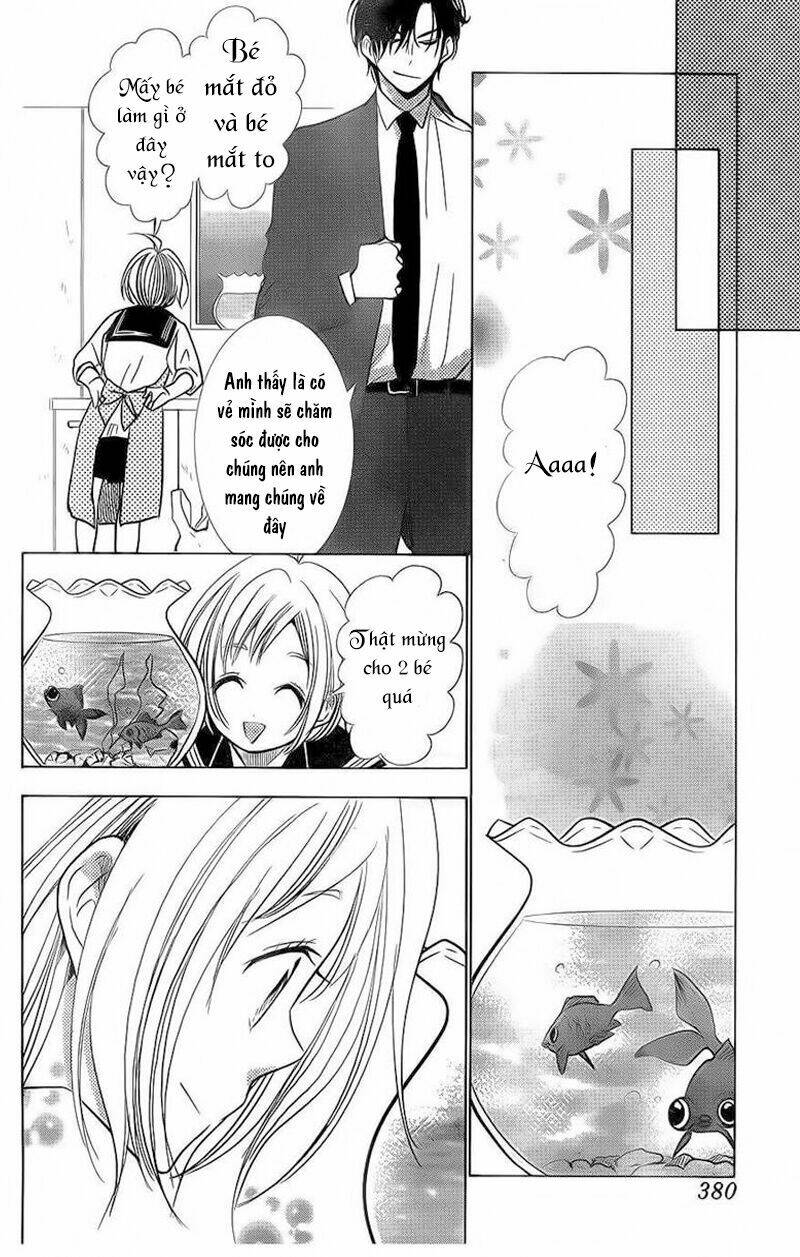 Aaaa!
Bé
mắt đỏ
và bé
mắt to
Mấy bé
làm gì ở
đây
vậy?
Anh thấy là có
vẻ mình sẽ chăm
sóc được cho
chúng nên anh
mang chúng về
đây
Thật mừng
cho 2 bé
quá
380